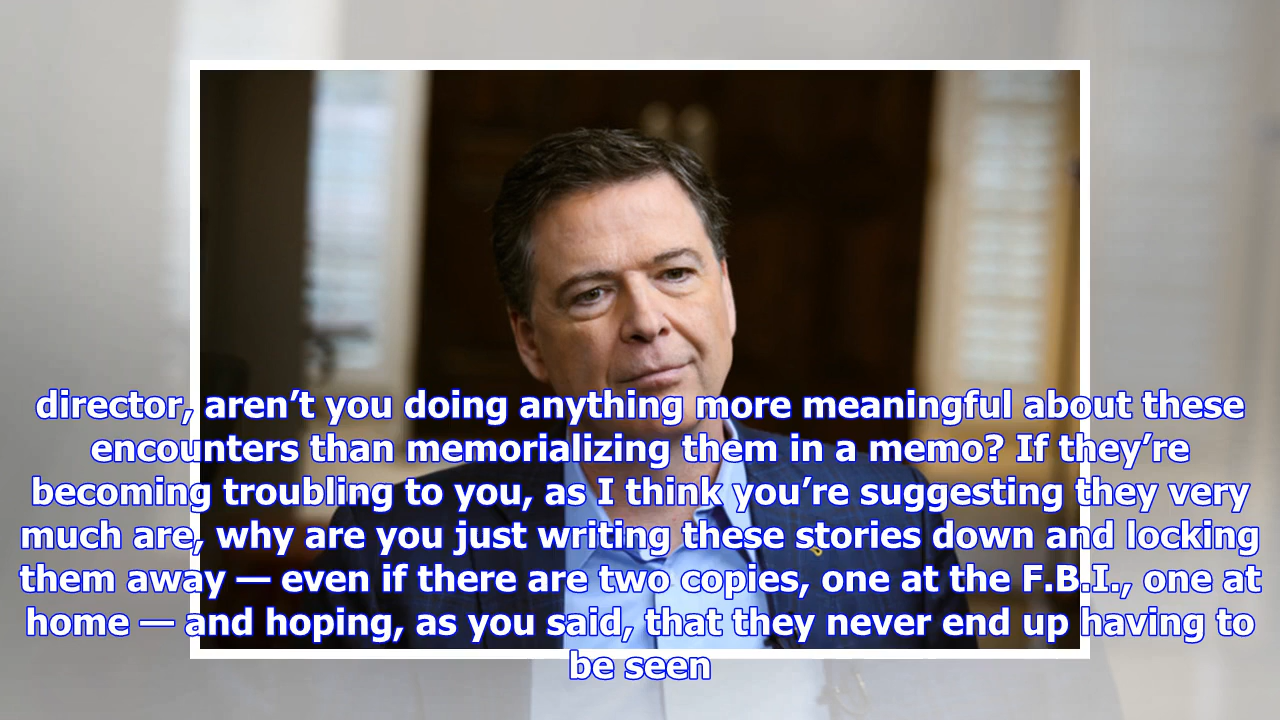 director, aren’t you doing anything more meaningful about these
encounters than memorializing them in a memo? If they’re
becoming troubling to you, as I think you’re suggesting they very
much are, why are you just writing these stories down and locking
them away — even if there are two copies, one at the F.B.I., one at
home — and hoping, as you said, that they never end up having to
be seen